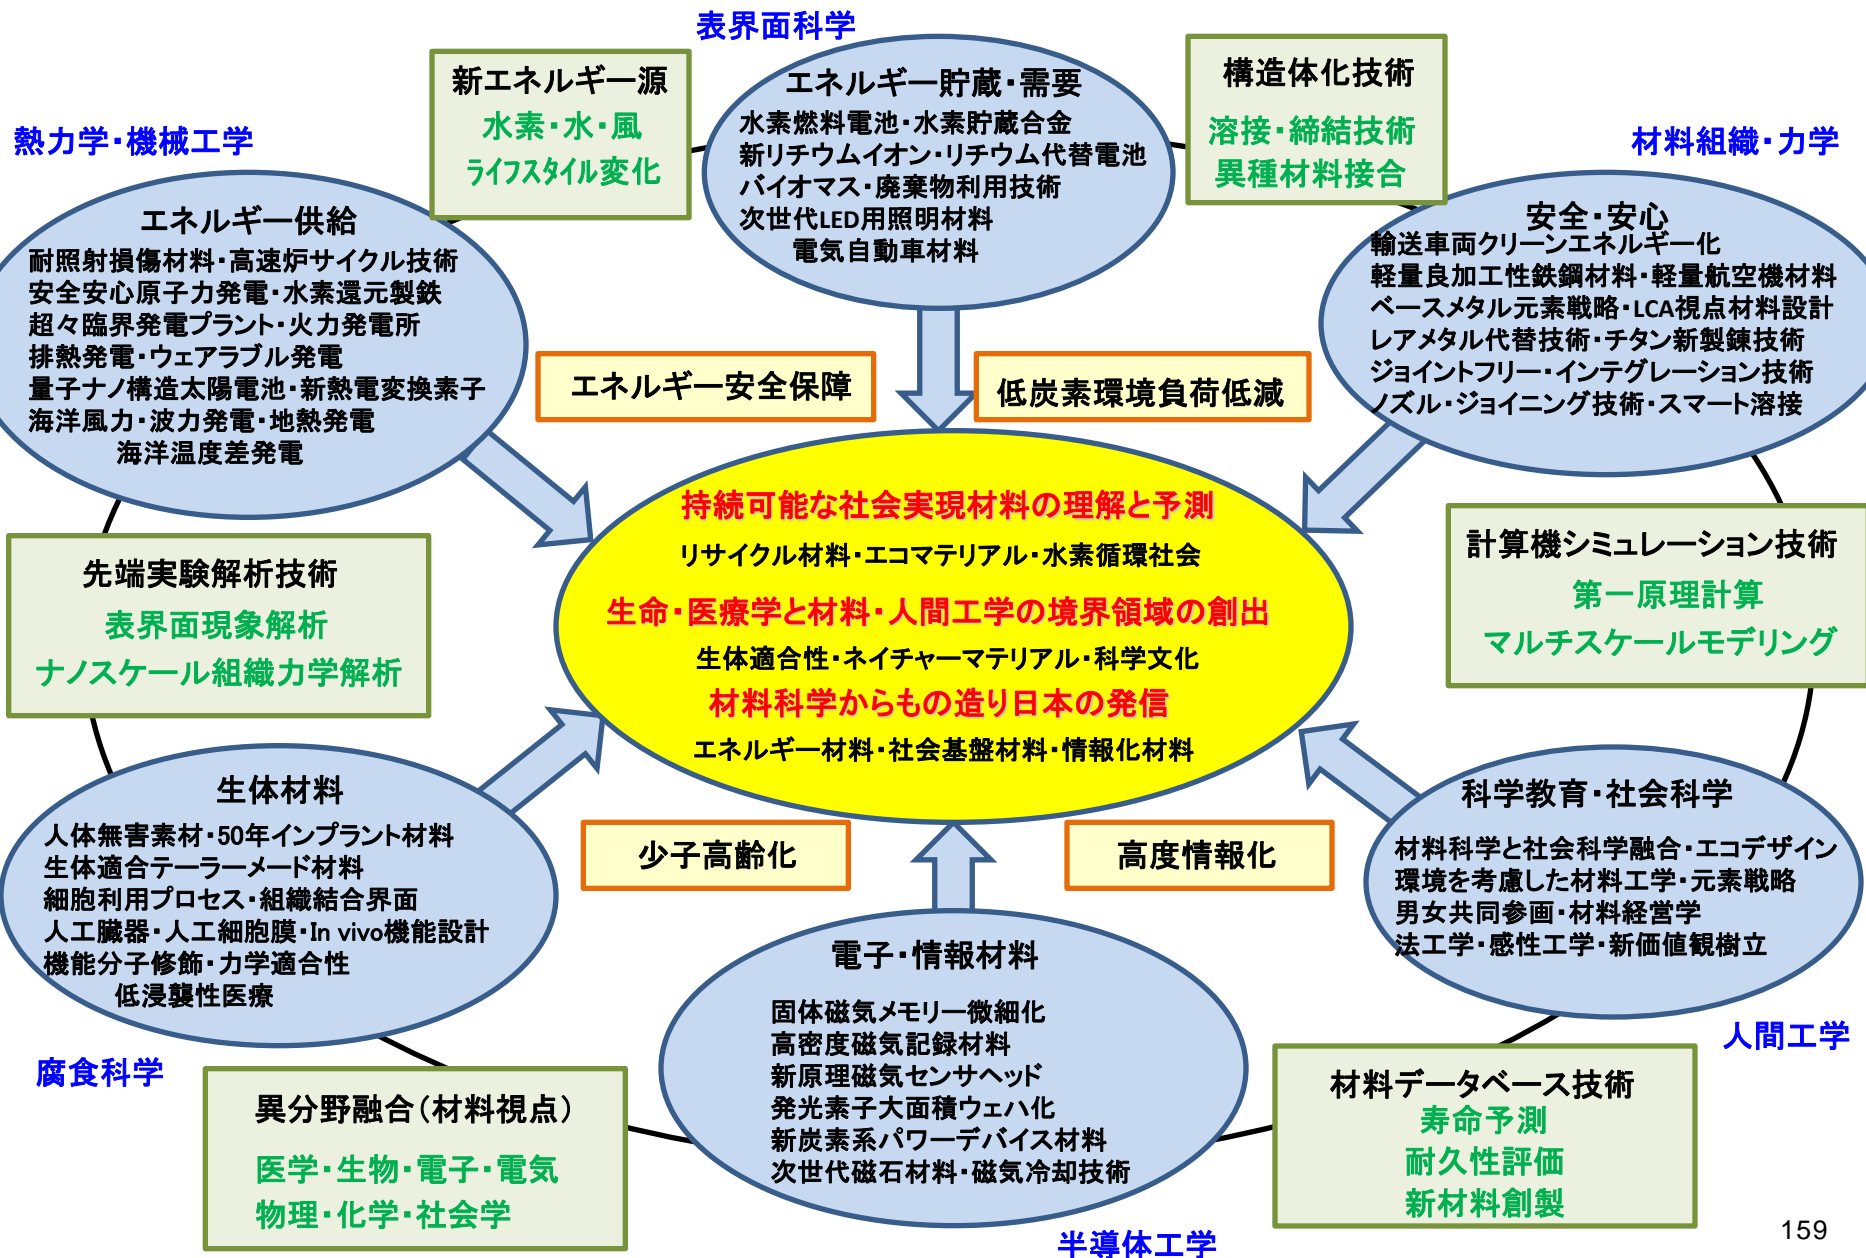 表界面科学
新エネルギー源
水素・水・風
ライフスタイル変化
エネルギー貯蔵・需要
水素燃料電池・水素貯蔵合金
新リチウムイオン・リチウム代替電池
バイオマス・廃棄物利用技術
次世代LED用照明材料
電気自動車材料
構造体化技術
溶接・締結技術
異種材料接合
熱力学・機械工学
材料組織・力学
エネルギー供給
耐照射損傷材料・高速炉サイクル技術
安全安心原子力発電・水素還元製鉄
超々臨界発電プラント・火力発電所
排熱発電・ウェアラブル発電
量子ナノ構造太陽電池・新熱電変換素子
海洋風力・波力発電・地熱発電
海洋温度差発電
安全・安心
輸送車両クリーンエネルギー化
軽量良加工性鉄鋼材料・軽量航空機材料
ベースメタル元素戦略・LCA視点材料設計
レアメタル代替技術・チタン新製錬技術
ジョイントフリー・インテグレーション技術
ノズル・ジョイニング技術・スマート溶接
エネルギー安全保障
低炭素環境負荷低減
持続可能な社会実現材料の理解と予測
リサイクル材料・エコマテリアル・水素循環社会
生命・医療学と材料・人間工学の境界領域の創出
生体適合性・ネイチャーマテリアル・科学文化
材料科学からもの造り日本の発信
エネルギー材料・社会基盤材料・情報化材料
先端実験解析技術
表界面現象解析
ナノスケール組織力学解析
計算機シミュレーション技術
第一原理計算
マルチスケールモデリング
生体材料
人体無害素材・50年インプラント材料
生体適合テーラーメード材料
細胞利用プロセス・組織結合界面
人工臓器・人工細胞膜・In vivo機能設計
機能分子修飾・力学適合性
低浸襲性医療
少子高齢化
高度情報化
科学教育・社会科学
材料科学と社会科学融合・エコデザイン
環境を考慮した材料工学・元素戦略
男女共同参画・材料経営学
法工学・感性工学・新価値観樹立
電子・情報材料
固体磁気メモリー微細化
高密度磁気記録材料
新原理磁気センサヘッド
発光素子大面積ウェハ化
新炭素系パワーデバイス材料
次世代磁石材料・磁気冷却技術
腐食科学
人間工学
異分野融合(材料視点)
医学・生物・電子・電気
物理・化学・社会学
材料データベース技術
寿命予測
耐久性評価
新材料創製
半導体工学
159